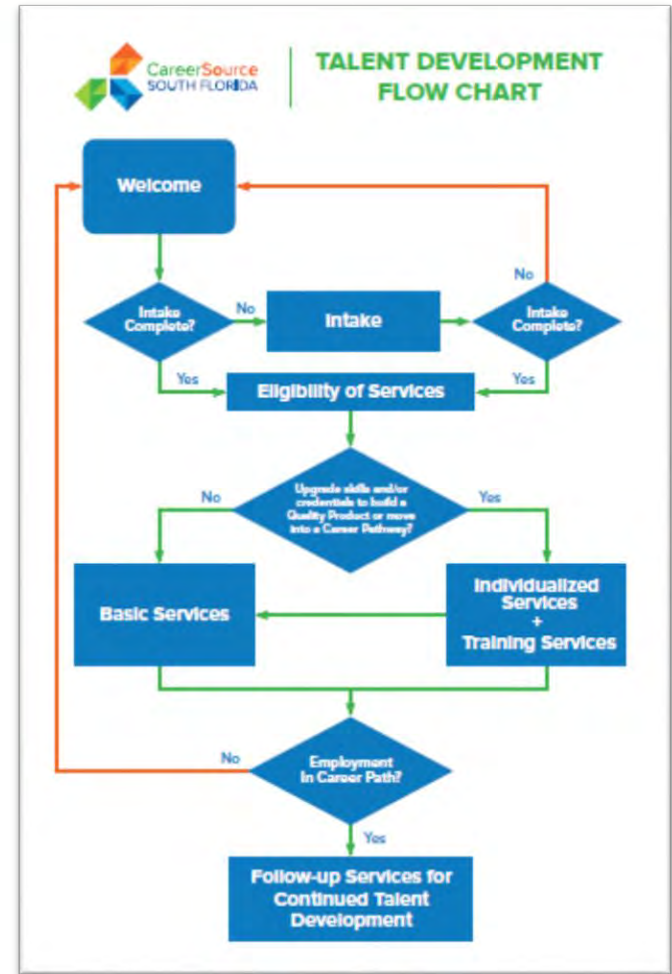 CareerSource
SOUTH FLORIDA
TALENT DEVELOPMENT
FLOW CHART
Welcome
No
Intake
Complete?
No
Intake
Intake
Complete?
Yes
Eligibility of Services
Yes
No
Upgrade skills and/or
credentials to build a
Quality Product or move
into a Career Pathway?
Yes
Basic Services
Individualized
Services
+
Training Services
No
Employment
In Career Path?
Yes
Follow-up Services for
Continued Talent
Development